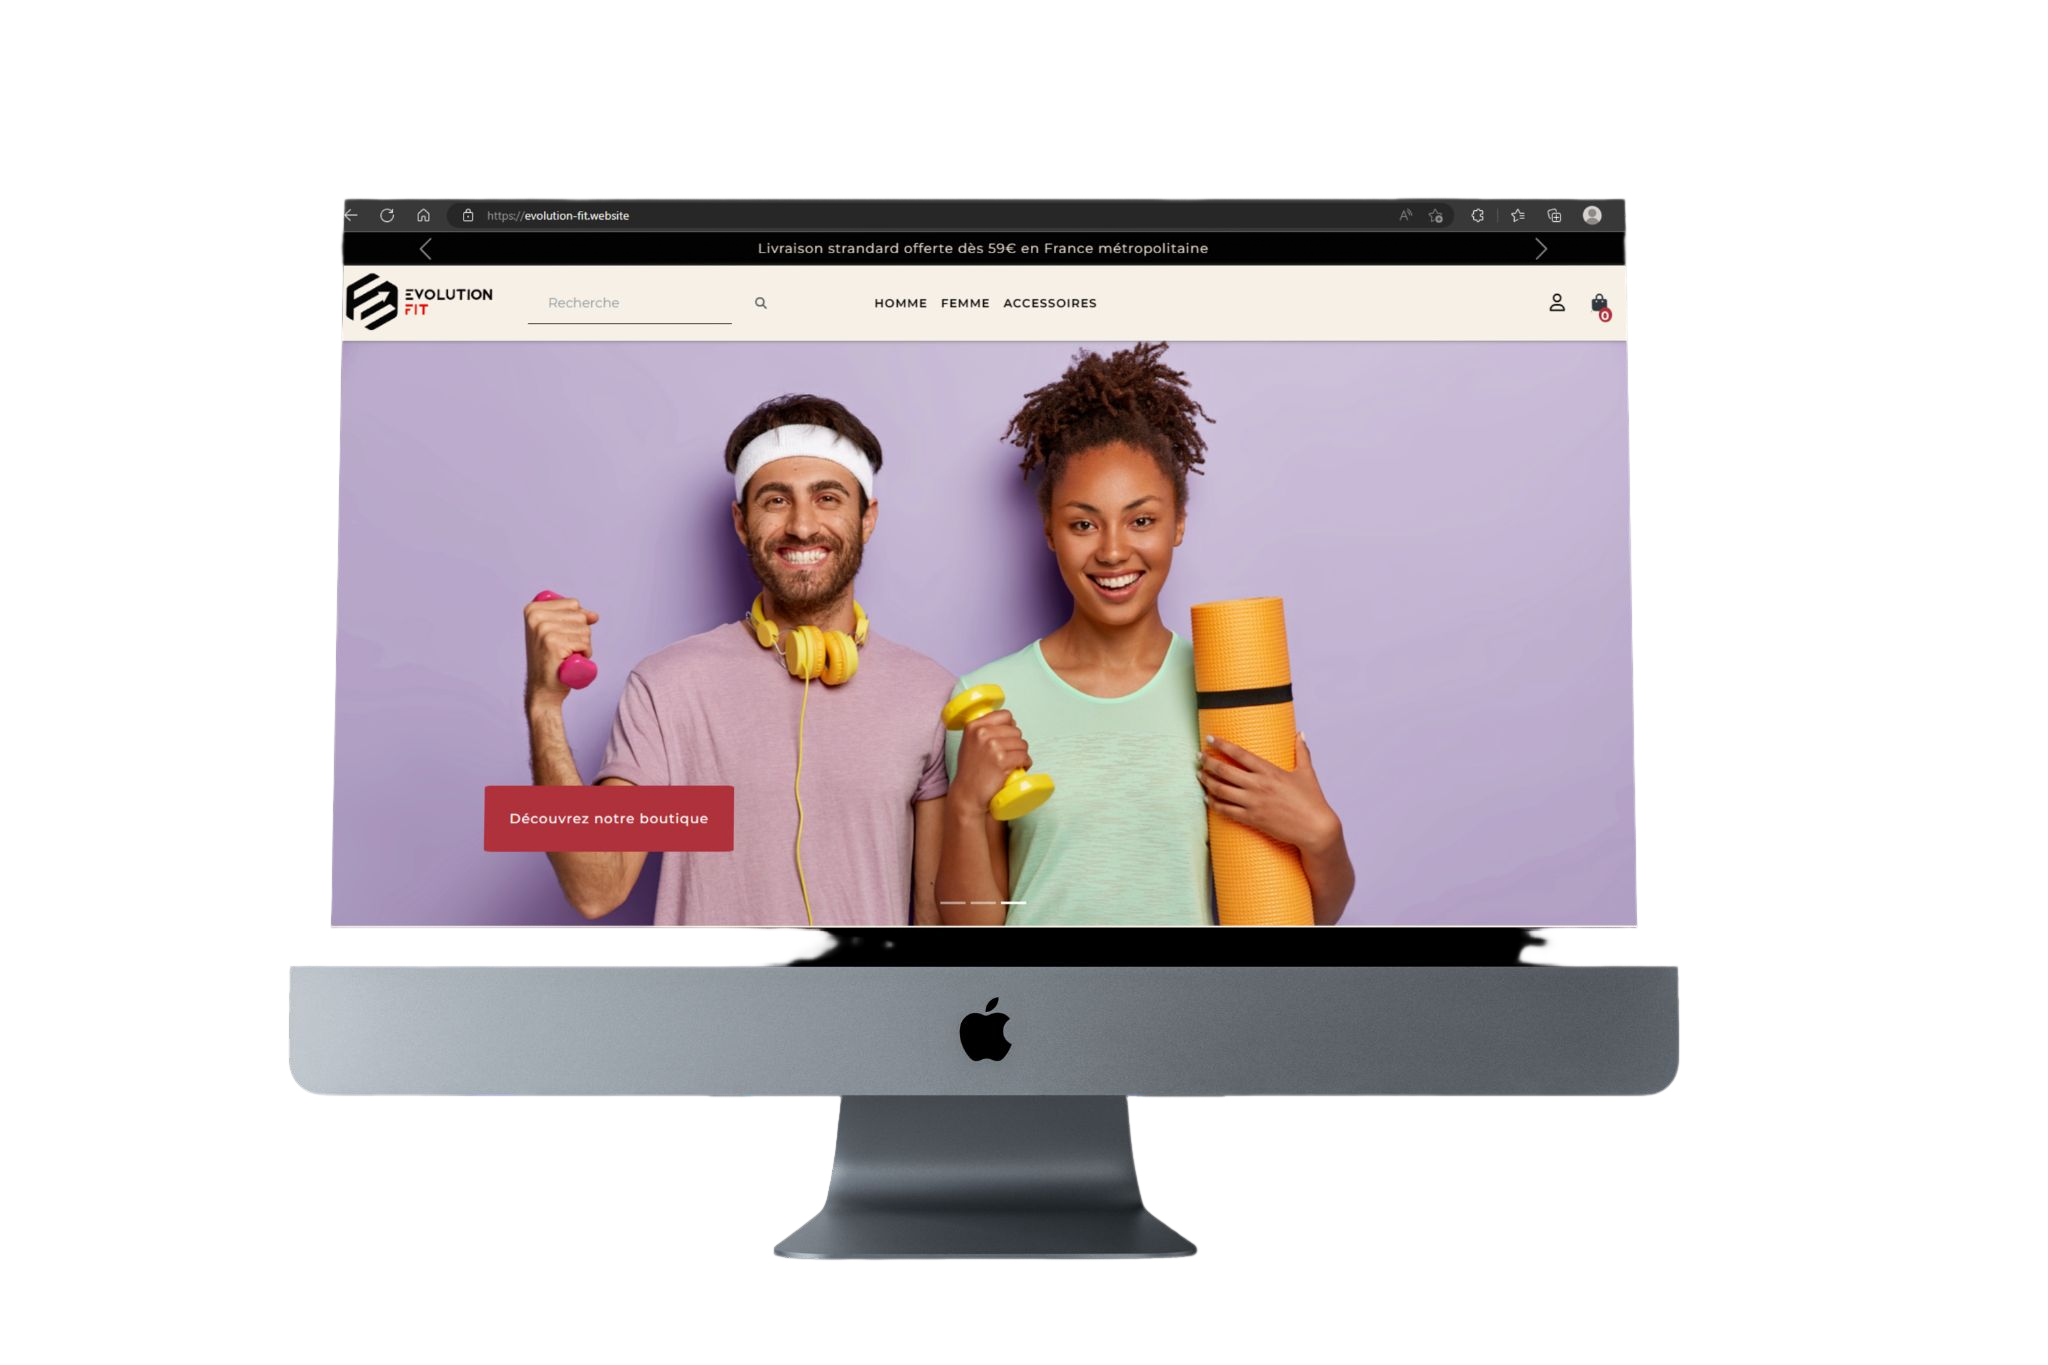 https://evolution-fit.website
Livraison strandard offerte dès 59€ en France métropolitaine
EVOLUTION
FIT
Recherche
HOMME FEMME ACCESSOIRES
0
Découvrez notre boutique